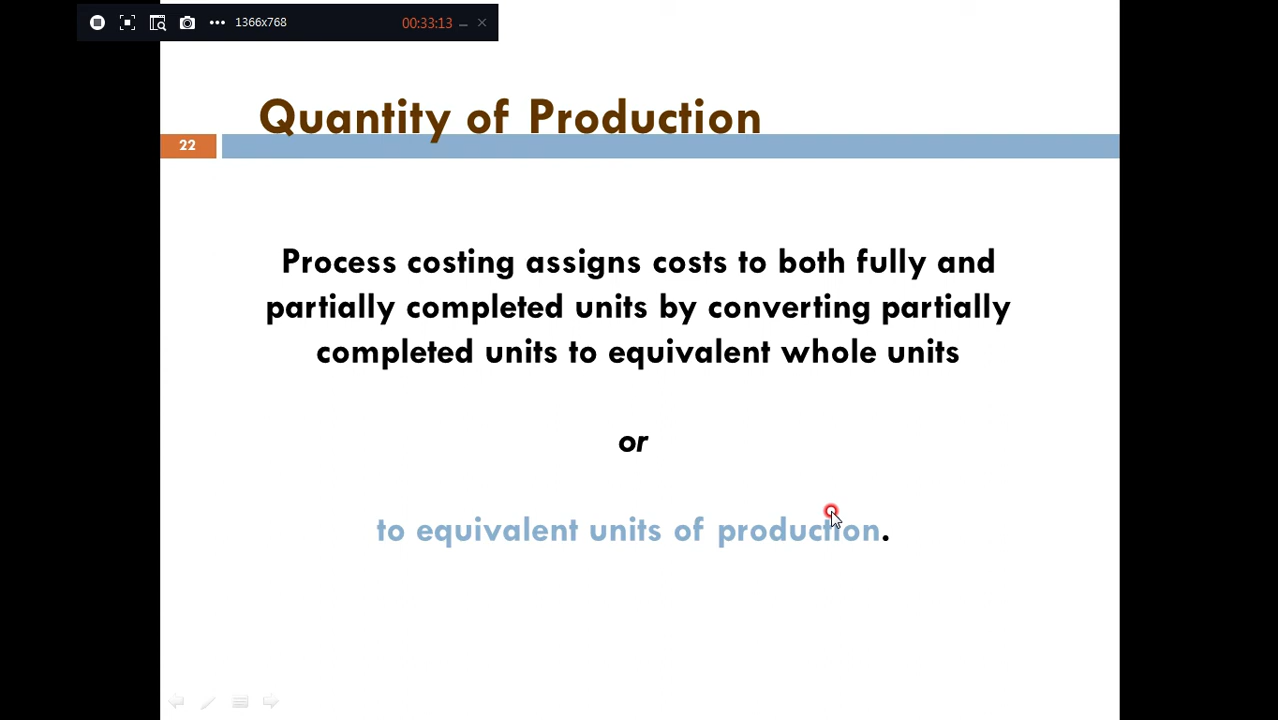 1366x768
00:33:13
Quantity of Production
22
Process costing assigns costs to both fully and
partially completed units by converting partially
completed units to equivalent whole units
or
to equivalent units of production.